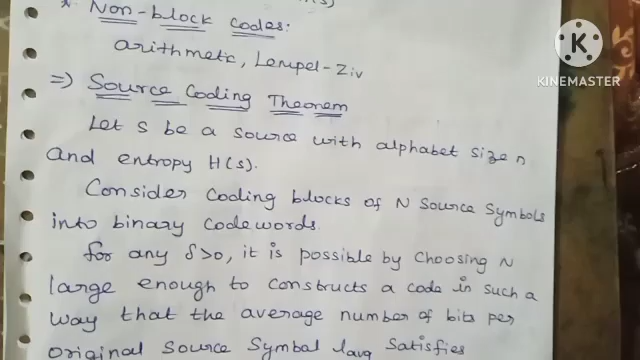 * Non-block codes:
arithmetic, Lempel-Ziv
=> Source Coding Theorem
Let S be a source with alphabet size n
and entropy H(s).
Consider coding blocks of N source symbols
into binary codewords.
for any δ>0, it is possible by choosing N
large enough to constructs a code in such a
way that the average number of bits per
original source symbol lavg satisfies
K
KINEMASTER